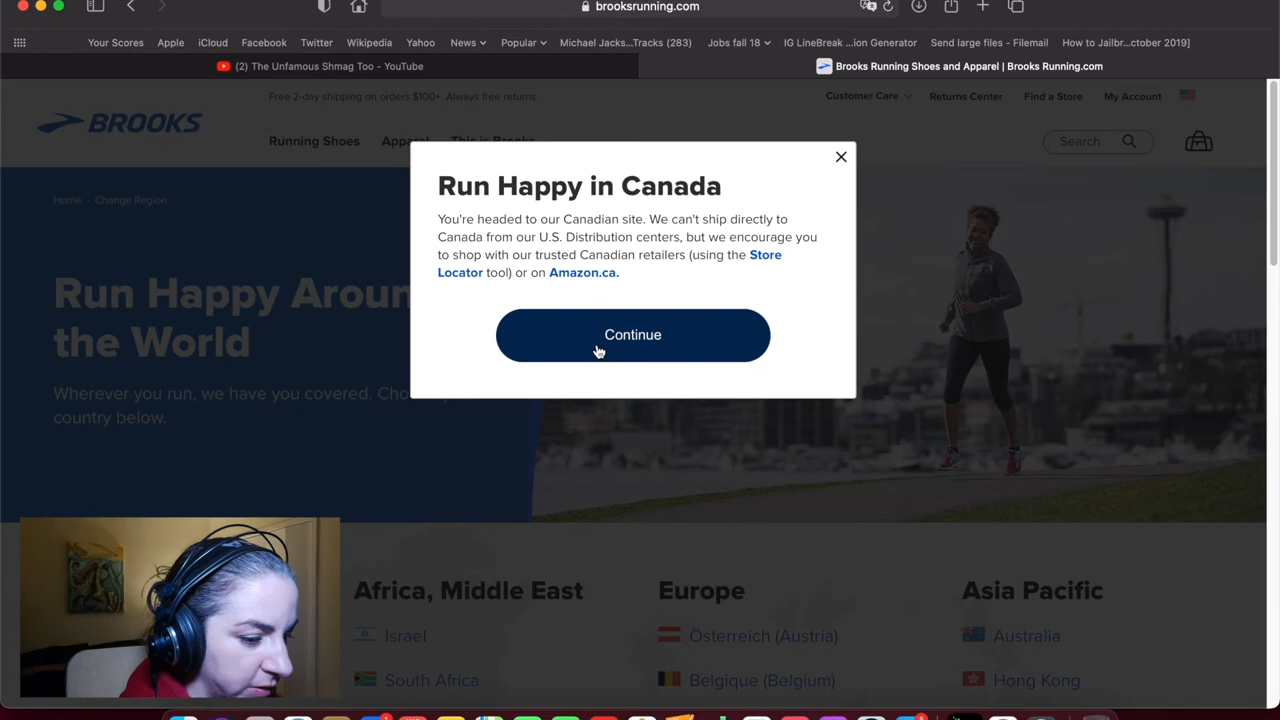 brooksrunning.com
Your Scores Apple iCloud Facebook Twitter Wikipedia Yahoo News Popular Michael Jacks...Tracks (283) Jobs fall 18 IG LineBreak ...ion Generator Send large files - Filemail How to Jailbr...ctober 2019]
(2) The Unfamous Shmag Too - YouTube
Brooks Running Shoes and Apparel | Brooks Running.com
Free 2-day shipping on orders $100+. Always free returns.
Customer Care Returns Center Find a Store My Account
BROOKS
Running Shoes Apparel This is Brooks
Search
Run Happy in Canada
You're headed to our Canadian site. We can't ship directly to
Canada from our U.S. Distribution centers, but we encourage you
to shop with our trusted Canadian retailers (using the Store
Locator tool) or on Amazon.ca.
Continue
Home - Change Region
Run Happy Aroun
the World
Wherever you run, we have you covered. Cho
country below.
Africa, Middle East
Israel
South Africa
Europe
Österreich (Austria)
Belgique (Belgium)
Asia Pacific
Australia
Hong Kong